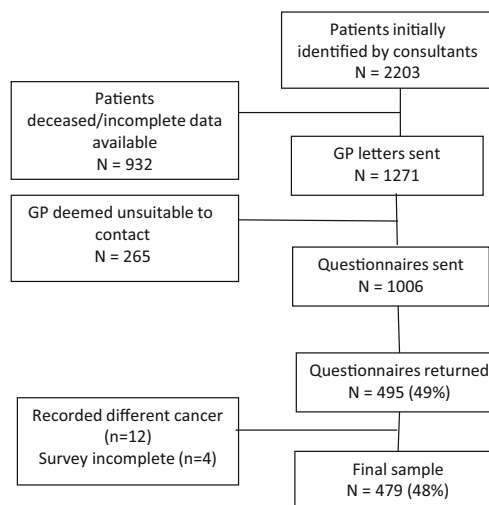 Patients initially
identified by consultants
N = 2203
Patients
deceased/incomplete data
available
N = 932
GP letters sent
N = 1271
GP deemed unsuitable to
contact
N = 265
Questionnaires sent
N = 1006
Questionnaires returned
N = 495 (49%)
Recorded different cancer
(n=12)
Survey incomplete (n=4)
Final sample
N = 479 (48%)